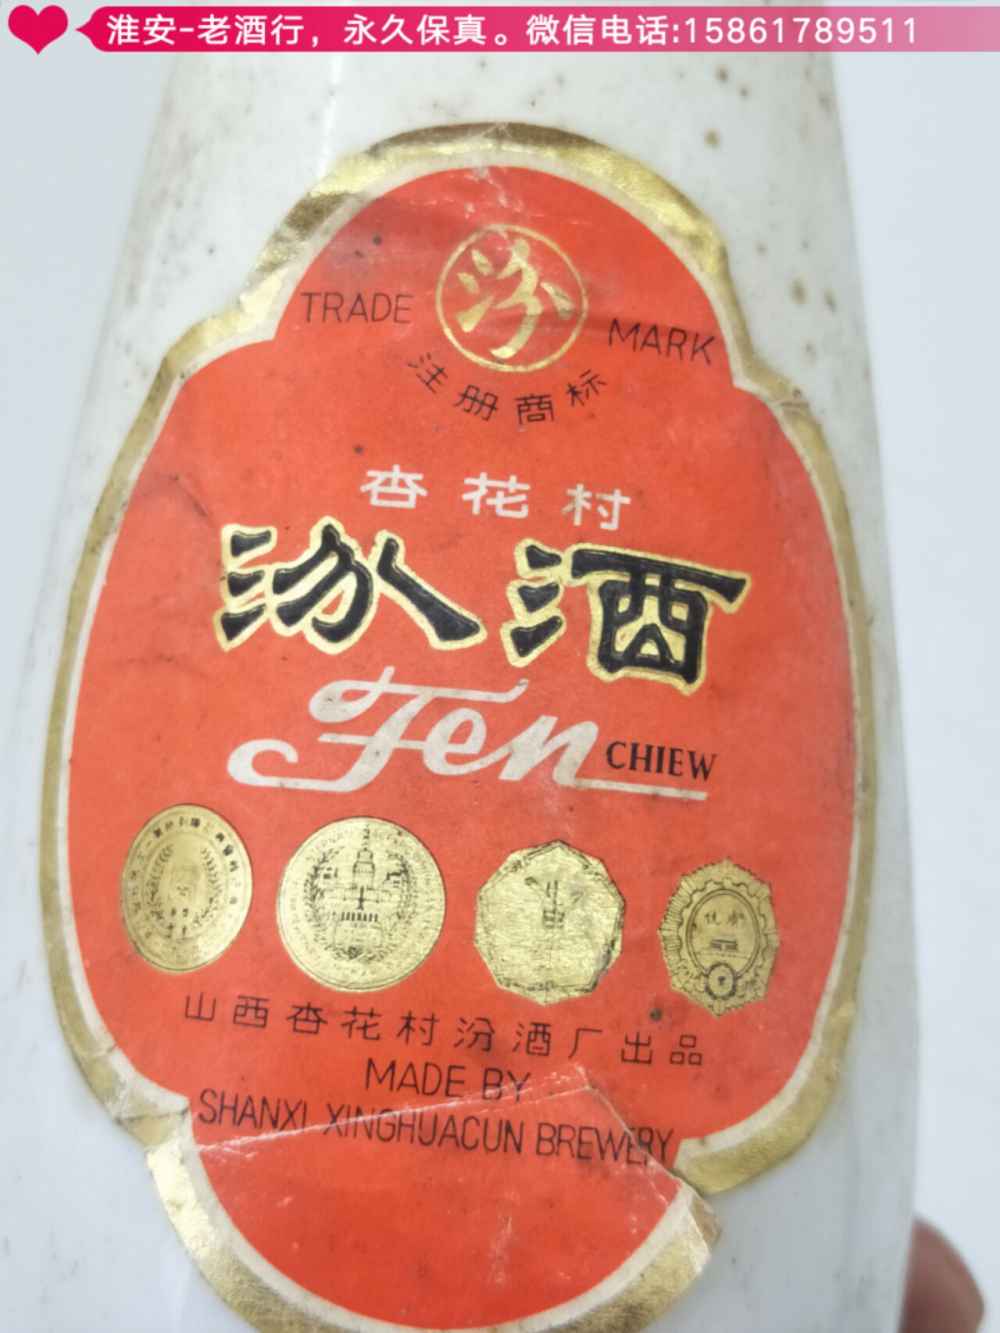 淮安-老酒行，永久保真。微信电话:15861789511
汾
TRADE MARK
注册商标
杏花村
汾酒
Fen CHIEW
山西杏花村汾酒厂出品
MADE BY
SHANXI XINGHUACUN BREWERY